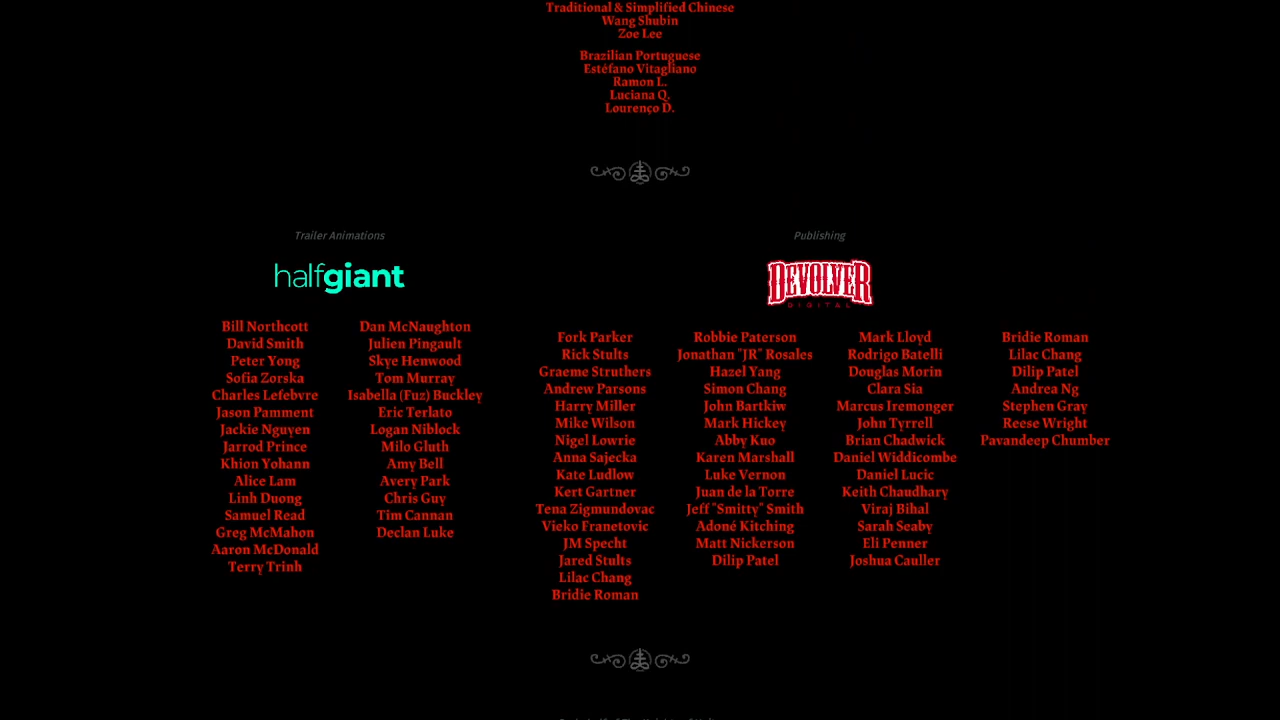 Traditional & Simplified Chinese
Wang Shubin
Zoe Lee
Brazilian Portuguese
Estéfano Vitagliano
Ramon L.
Luciana Q.
Lourenço D.
Trailer Animations
halfgiant
Bill Northcott
David Smith
Peter Yong
Sofia Zorska
Charles Lefebvre
Jason Pamment
Jackie Nguyen
Jarrod Prince
Khion Yohann
Alice Lam
Linh Duong
Samuel Read
Greg McMahon
Aaron McDonald
Terry Trinh
Dan McNaughton
Julien Pingault
Skye Henwood
Tom Murray
Isabella (Fuz) Buckley
Eric Terlato
Logan Niblock
Milo Gluth
Amy Bell
Avery Park
Chris Guy
Tim Cannan
Declan Luke
Publishing
DEVOLVER
DIGITAL
Fork Parker
Rick Stults
Graeme Struthers
Andrew Parsons
Harry Miller
Mike Wilson
Nigel Lowrie
Anna Sajecka
Kate Ludlow
Kert Gartner
Tena Zigmundovac
Vieko Franetovic
JM Specht
Jared Stults
Lilac Chang
Bridie Roman
Robbie Paterson
Jonathan "JR" Rosales
Hazel Yang
Simon Chang
John Bartkiw
Mark Hickey
Abby Kuo
Karen Marshall
Luke Vernon
Juan de la Torre
Jeff "Smitty" Smith
Adoné Kitching
Matt Nickerson
Dilip Patel
Mark Lloyd
Rodrigo Batelli
Douglas Morin
Clara Sia
Marcus Iremonger
John Tyrrell
Brian Chadwick
Daniel Widdicombe
Daniel Lucic
Keith Chaudhary
Viraj Bihal
Sarah Seaby
Eli Penner
Joshua Cauller
Bridie Roman
Lilac Chang
Dilip Patel
Andrea Ng
Stephen Gray
Reese Wright
Pavandeep Chumber